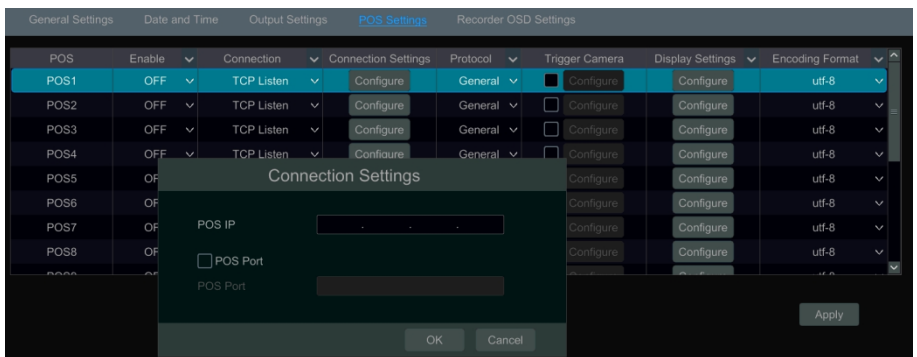 General Settings Date and Time Output Settings POS Settings Recorder OSD Settings
POS Enable Connection Connection Settings Protocol Trigger Camera Display Settings Encoding Format
POS1 OFF TCP Listen Configure General Configure Configure utf-8
POS2 OFF TCP Listen Configure General Configure Configure utf-8
POS3 OFF TCP Listen Configure General Configure Configure utf-8
POS4 OFF TCP Listen Configure General Configure Configure utf-8
POS5 Configure Configure utf-8
POS6 Configure Configure utf-8
POS7 Configure Configure utf-8
POS8 Configure Configure utf-8
Connection Settings
POS IP . . .
POS Port
POS Port
OK Cancel
Apply